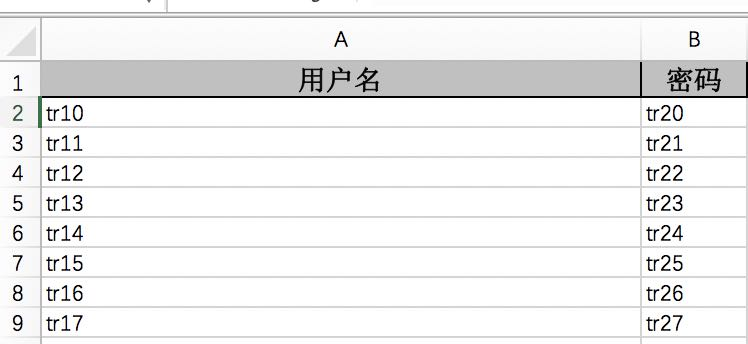 A B
1 用户名 密码
2 tr10 tr20
3 tr11 tr21
4 tr12 tr22
5 tr13 tr23
6 tr14 tr24
7 tr15 tr25
8 tr16 tr26
9 tr17 tr27